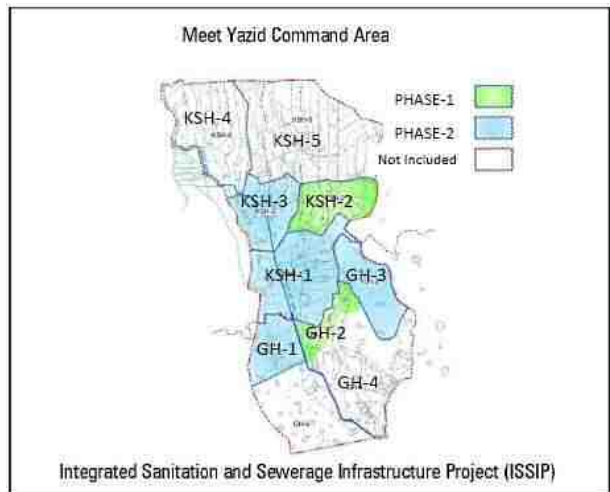 Meet Yazid Command Area
PHASE-1
PHASE-2
Not Included
KSH-4
KSH-5
KSH-3
KSH-2
KSH-1
GH-3
GH-2
GH-1
GH-4
Integrated Sanitation and Sewerage Infrastructure Project (ISSIP)